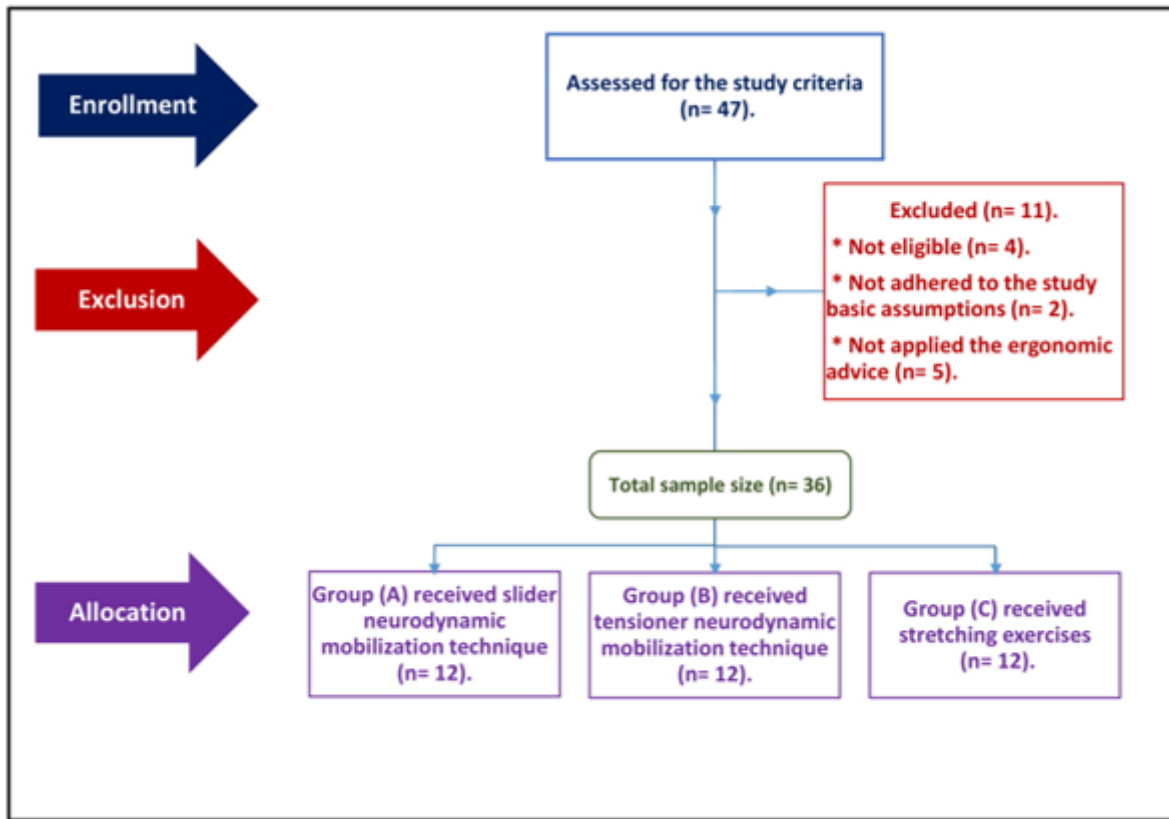 Enrollment
Assessed for the study criteria
(n= 47).
Exclusion
Excluded (n= 11).
* Not eligible (n= 4).
* Not adhered to the study
basic assumptions (n= 2).
* Not applied the ergonomic
advice (n= 5).
Total sample size (n= 36)
Allocation
Group (A) received slider
neurodynamic
mobilization technique
(n= 12).
Group (B) received
tensioner neurodynamic
mobilization technique
(n= 12).
Group (C) received
stretching exercises
(n= 12).